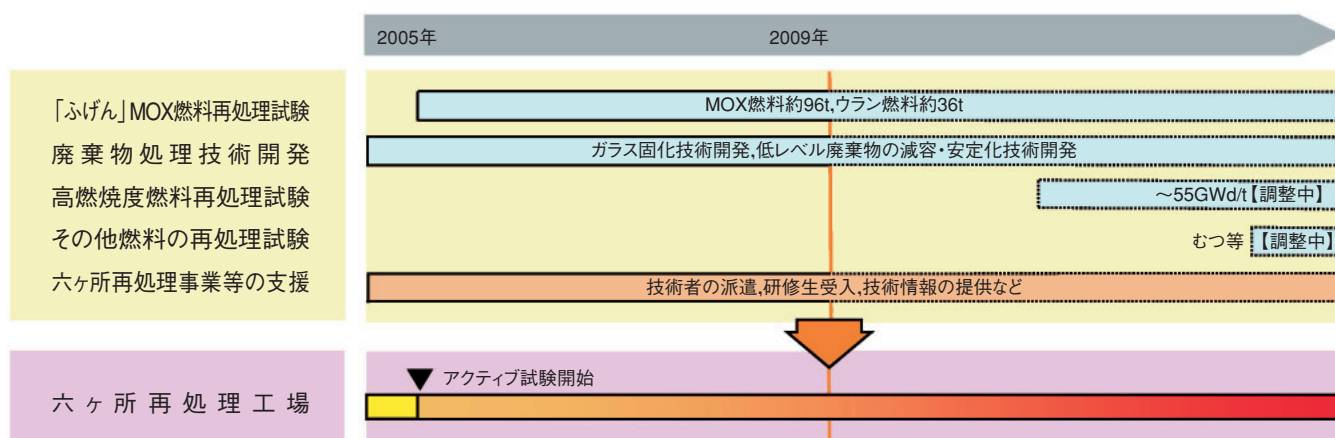 2005年 2009年
「ふげん」MOX燃料再処理試験 MOX燃料約96t,ウラン燃料約36t
廃棄物処理技術開発 ガラス固化技術開発,低レベル廃棄物の減容・安定化技術開発
高燃焼度燃料再処理試験 ～55GWd/t【調整中】
その他燃料の再処理試験 むつ等【調整中】
六ヶ所再処理事業等の支援 技術者の派遣,研修生受入,技術情報の提供など
▼ アクティブ試験開始
六ヶ所再処理工場